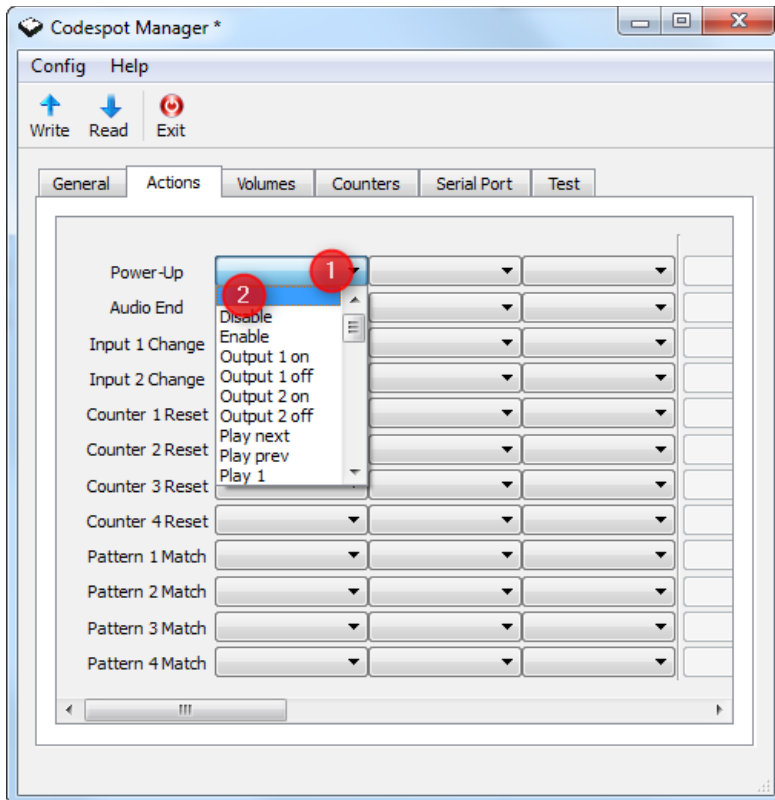 Codespot Manager *
Config Help
Write Read Exit
General Actions Volumes Counters Serial Port Test
Power-Up 1
2
Audio End Disable
Input 1 Change Enable
Output 1 on
Input 2 Change Output 1 off
Output 2 on
Counter 1 Reset Output 2 off
Play next
Counter 2 Reset Play prev
Play 1
Counter 3 Reset
Counter 4 Reset
Pattern 1 Match
Pattern 2 Match
Pattern 3 Match
Pattern 4 Match